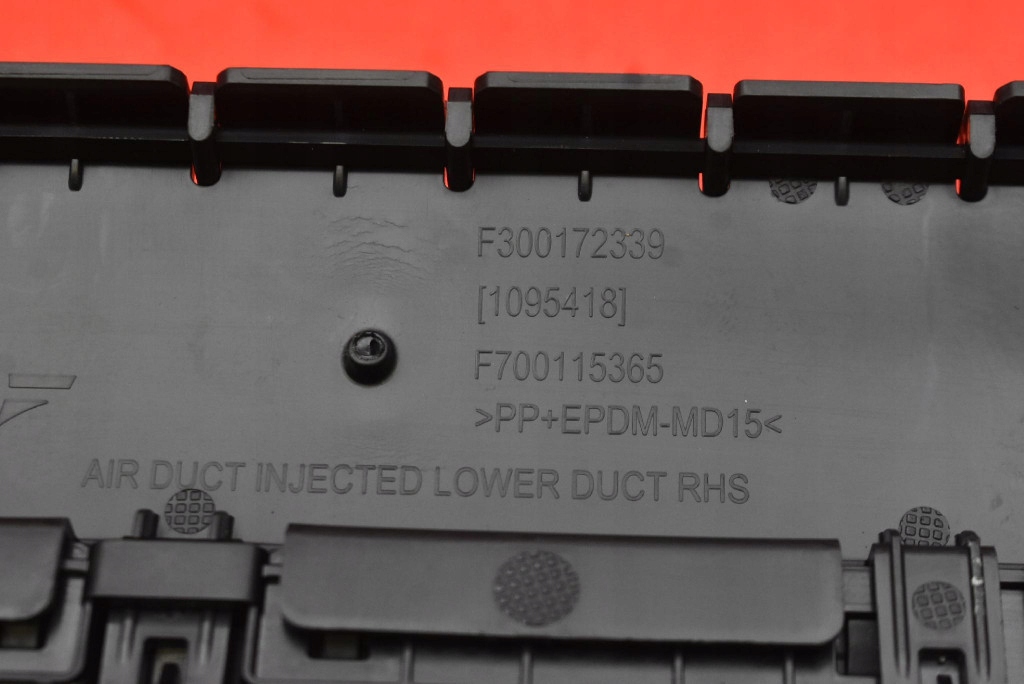 F300172339
[1095418]
F700115365
>PP+EPDM-MD15<
AIR DUCT INJECTED LOWER DUCT RHS